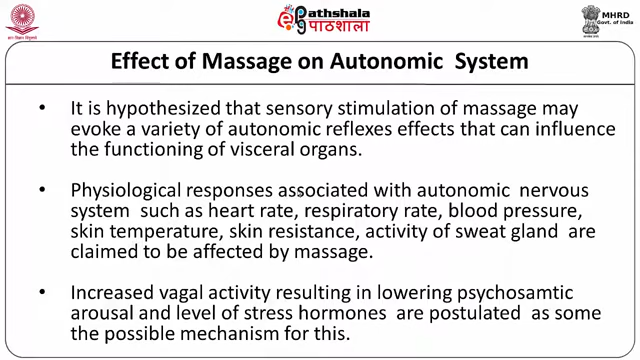 ePathshala
पाठशाला
MHRD
Govt. of India
Effect of Massage on Autonomic System
• It is hypothesized that sensory stimulation of massage may
evoke a variety of autonomic reflexes effects that can influence
the functioning of visceral organs.
• Physiological responses associated with autonomic nervous
system such as heart rate, respiratory rate, blood pressure,
skin temperature, skin resistance, activity of sweat gland are
claimed to be affected by massage.
• Increased vagal activity resulting in lowering psychosamtic
arousal and level of stress hormones are postulated as some
the possible mechanism for this.